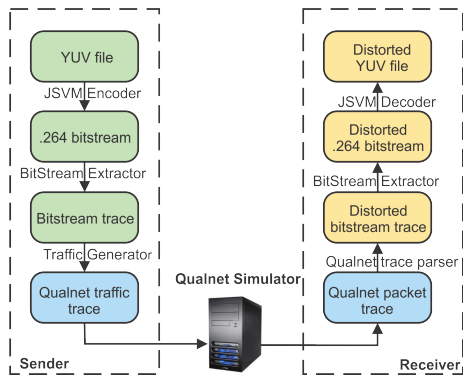 YUV file
JSVM Encoder
.264 bitstream
BitStream Extractor
Bitstream trace
Traffic Generator
Qualnet traffic
trace
Sender
Qualnet Simulator
Distorted
YUV file
JSVM Decoder
Distorted
.264 bitstream
BitStream Extractor
Distorted
bitstream trace
Qualnet trace parser
Qualnet packet
trace
Receiver